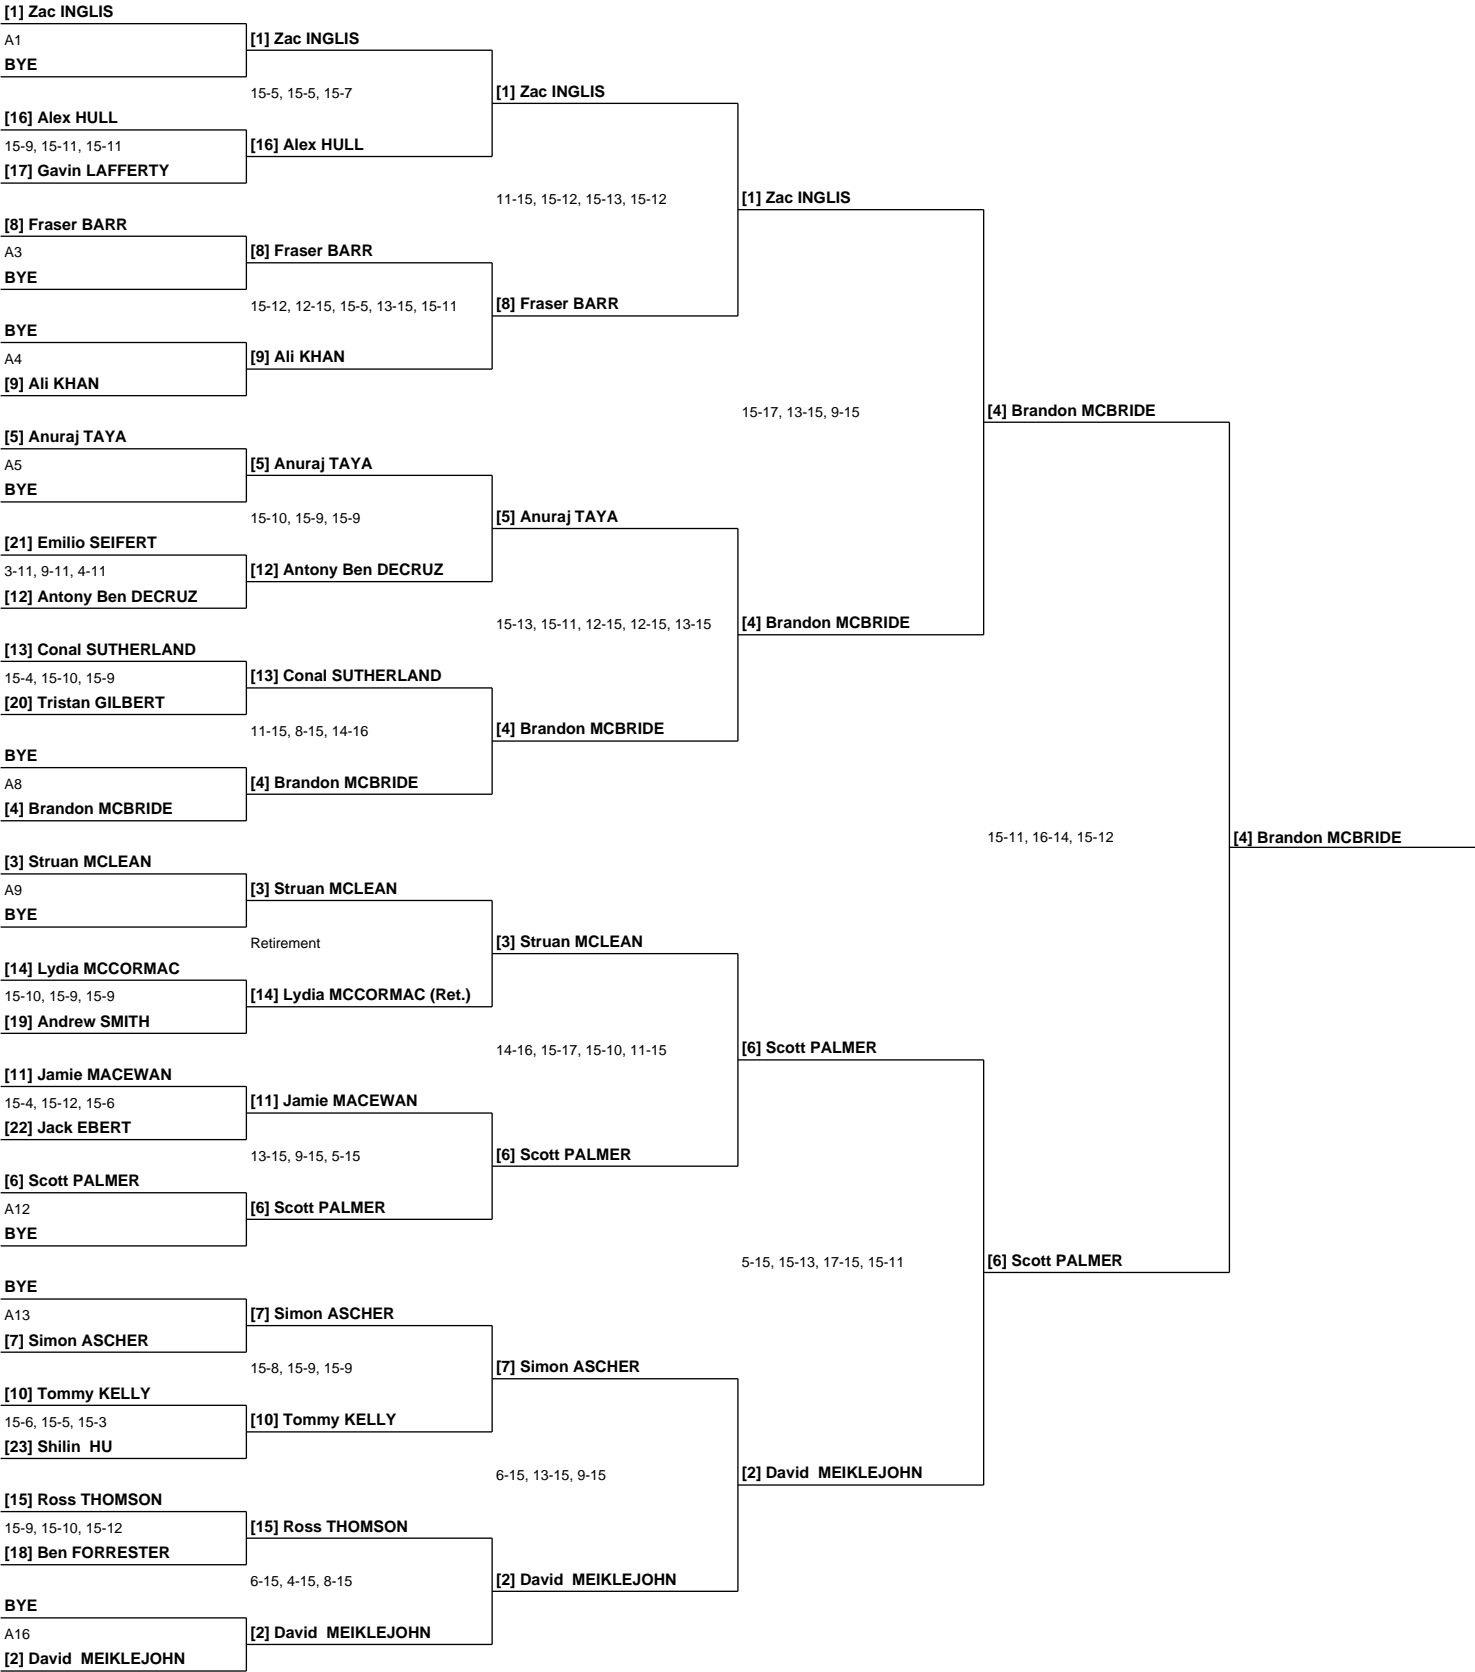 [1] Zac INGLIS
A1
BYE
[16] Alex HULL
15-9, 15-11, 15-11
[17] Gavin LAFFERTY
[8] Fraser BARR
A3
BYE
BYE
A4
[9] Ali KHAN
[5] Anuraj TAYA
A5
BYE
[21] Emilio SEIFERT
3-11, 9-11, 4-11
[12] Antony Ben DECRUZ
[13] Conal SUTHERLAND
15-4, 15-10, 15-9
[20] Tristan GILBERT
BYE
A8
[4] Brandon MCBRIDE
[3] Struan MCLEAN
A9
BYE
[14] Lydia MCCORMAC
15-10, 15-9, 15-9
[19] Andrew SMITH
[11] Jamie MACEWAN
15-4, 15-12, 15-6
[22] Jack EBERT
[6] Scott PALMER
A12
BYE
BYE
A13
[7] Simon ASCHER
[10] Tommy KELLY
15-6, 15-5, 15-3
[23] Shilin  HU
[15] Ross THOMSON
15-9, 15-10, 15-12
[18] Ben FORRESTER
BYE
A16
[2] David  MEIKLEJOHN
[1] Zac INGLIS
15-5, 15-5, 15-7
[16] Alex HULL
[8] Fraser BARR
15-12, 12-15, 15-5, 13-15, 15-11
[9] Ali KHAN
[5] Anuraj TAYA
15-10, 15-9, 15-9
[12] Antony Ben DECRUZ
[13] Conal SUTHERLAND
11-15, 8-15, 14-16
[4] Brandon MCBRIDE
[3] Struan MCLEAN
Retirement
[14] Lydia MCCORMAC (Ret.)
[11] Jamie MACEWAN
13-15, 9-15, 5-15
[6] Scott PALMER
[7] Simon ASCHER
15-8, 15-9, 15-9
[10] Tommy KELLY
[15] Ross THOMSON
6-15, 4-15, 8-15
[2] David  MEIKLEJOHN
[1] Zac INGLIS
11-15, 15-12, 15-13, 15-12
[8] Fraser BARR
[5] Anuraj TAYA
15-13, 15-11, 12-15, 12-15, 13-15
[4] Brandon MCBRIDE
[3] Struan MCLEAN
14-16, 15-17, 15-10, 11-15
[6] Scott PALMER
[7] Simon ASCHER
6-15, 13-15, 9-15
[2] David  MEIKLEJOHN
[1] Zac INGLIS
15-17, 13-15, 9-15
[4] Brandon MCBRIDE
[6] Scott PALMER
5-15, 15-13, 17-15, 15-11
[2] David  MEIKLEJOHN
[4] Brandon MCBRIDE
15-11, 16-14, 15-12
[6] Scott PALMER
[4] Brandon MCBRIDE